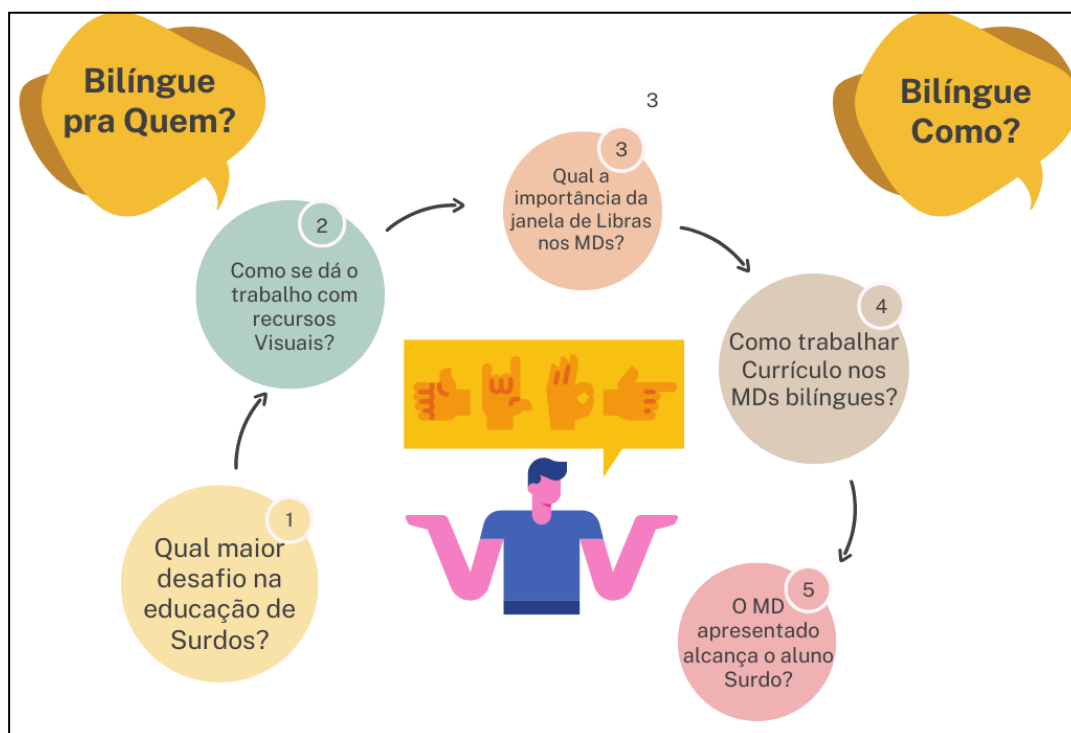 Bilíngue
pra Quem?
Bilíngue
Como?
1
Qual maior
desafio na
educação de
Surdos?
2
Como se dá o
trabalho com
recursos
Visuais?
3
3
Qual a
importância da
janela de Libras
nos MDs?
4
Como trabalhar
Currículo nos
MDs bilíngues?
5
O MD
apresentado
alcança o aluno
Surdo?